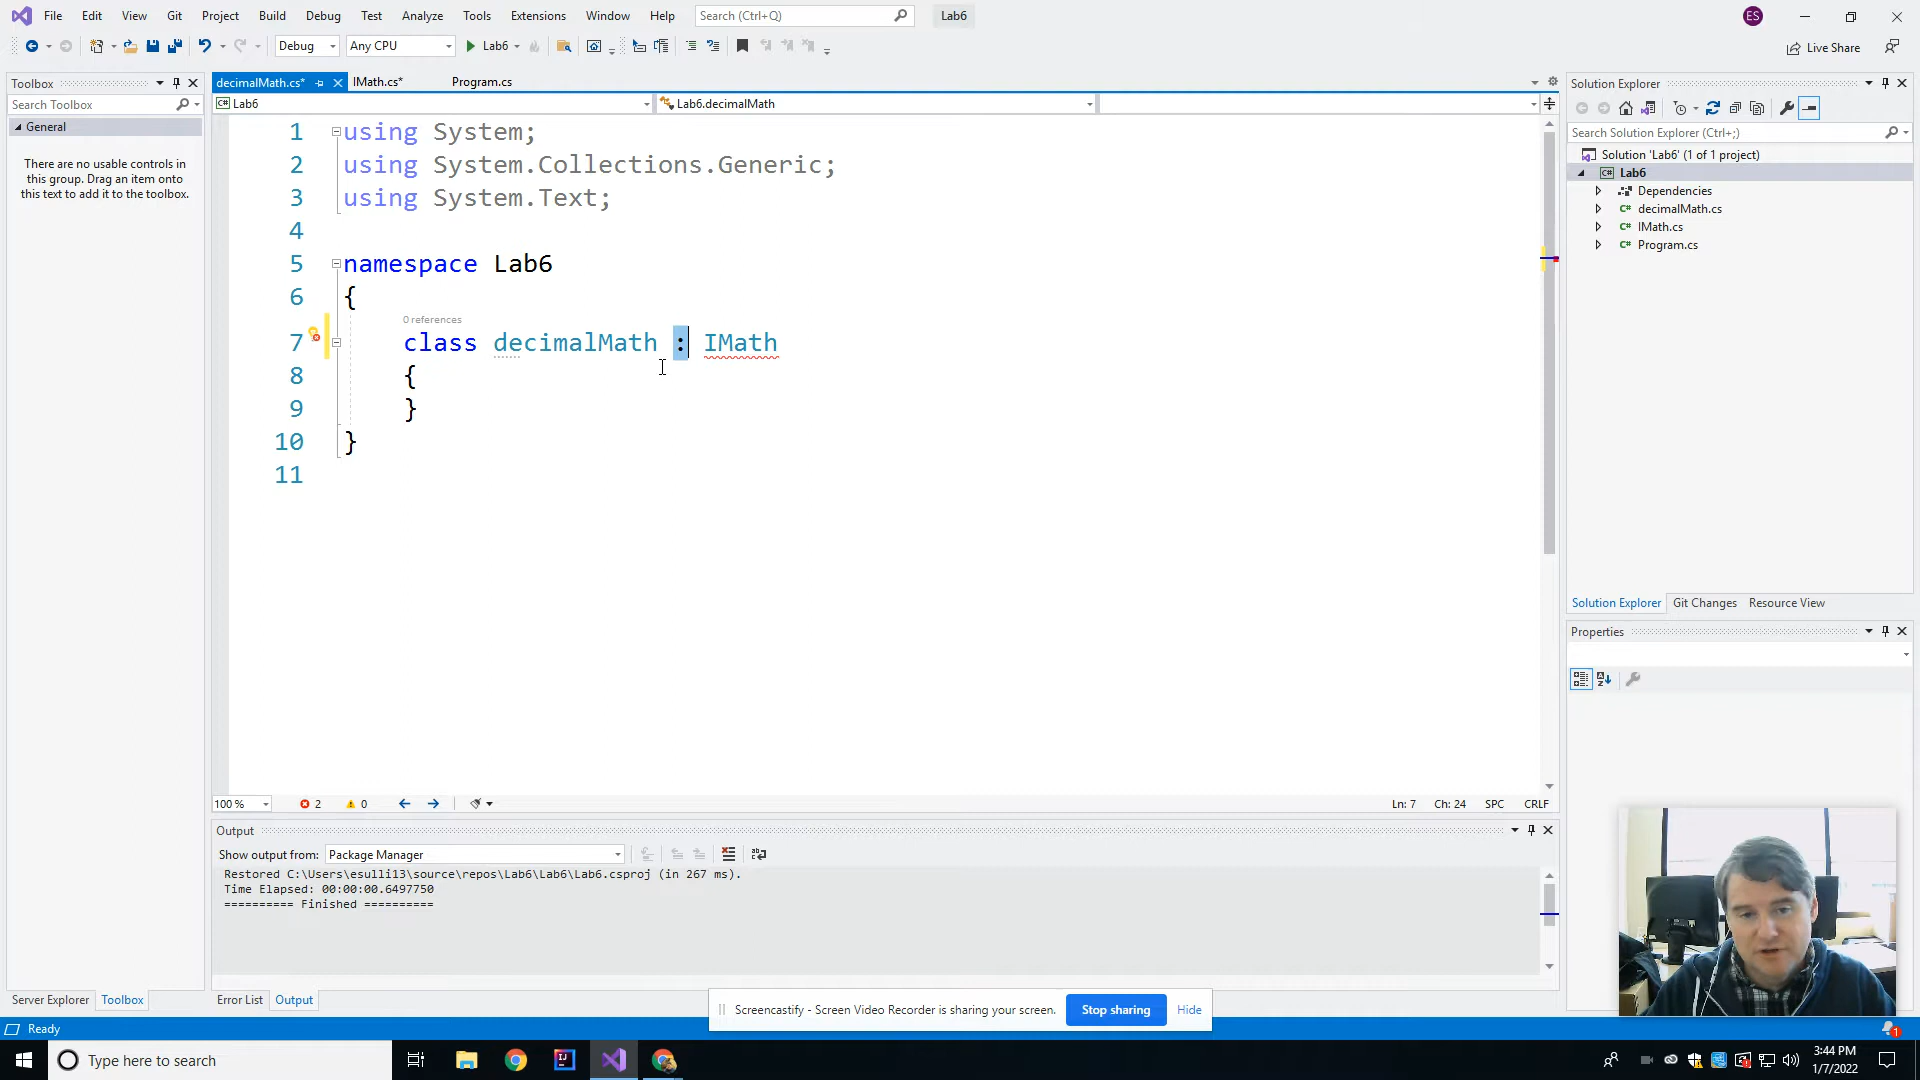 File Edit View Git Project Build Debug Test Analyze Tools Extensions Window Help Search (Ctrl+Q) Lab6 ES
Debug Any CPU Lab6 Live Share
Toolbox
Search Toolbox
General
There are no usable controls in
this group. Drag an item onto
this text to add it to the toolbox.
decimalMath.cs* IMath.cs* Program.cs
Lab6 Lab6.decimalMath
1 using System;
2 using System.Collections.Generic;
3 using System.Text;
4
5 namespace Lab6
6 {
0 references
7 class decimalMath : IMath
8 {
9 }
10 }
11
100 % 2 0 Ln: 7 Ch: 24 SPC CRLF
Output
Show output from: Package Manager
Restored C:\Users\esulli13\source\repos\Lab6\Lab6\Lab6.csproj (in 267 ms).
Time Elapsed: 00:00:00.6497750
========== Finished ==========
Server Explorer Toolbox
Error List Output
Solution Explorer
Search Solution Explorer (Ctrl+;)
Solution 'Lab6' (1 of 1 project)
Lab6
Dependencies
C# decimalMath.cs
C# IMath.cs
C# Program.cs
Solution Explorer Git Changes Resource View
Properties
Screencastify - Screen Video Recorder is sharing your screen. Stop sharing Hide
Ready 1
Type here to search
3:44 PM
1/7/2022